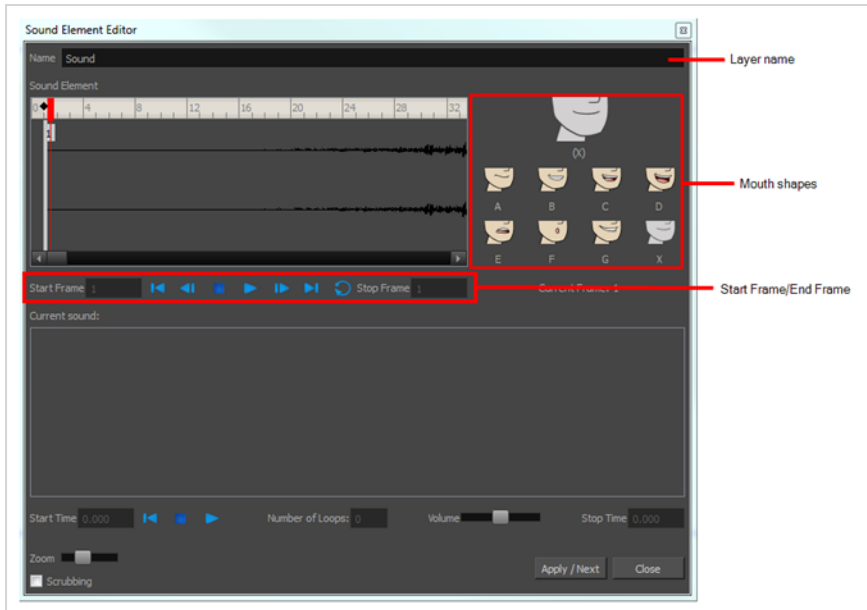 Sound Element Editor
Name Sound
Layer name
Sound Element
0 4 8 12 16 20 24 28 32
1
(X)
A B C D
Mouth shapes
E F G X
Start Frame 1 Stop Frame 1 Current Frame: 1
Start Frame/End Frame
Current sound:
Start Time 0.000 Number of Loops: 0 Volume Stop Time 0.000
Zoom
Apply / Next Close
Scrubbing